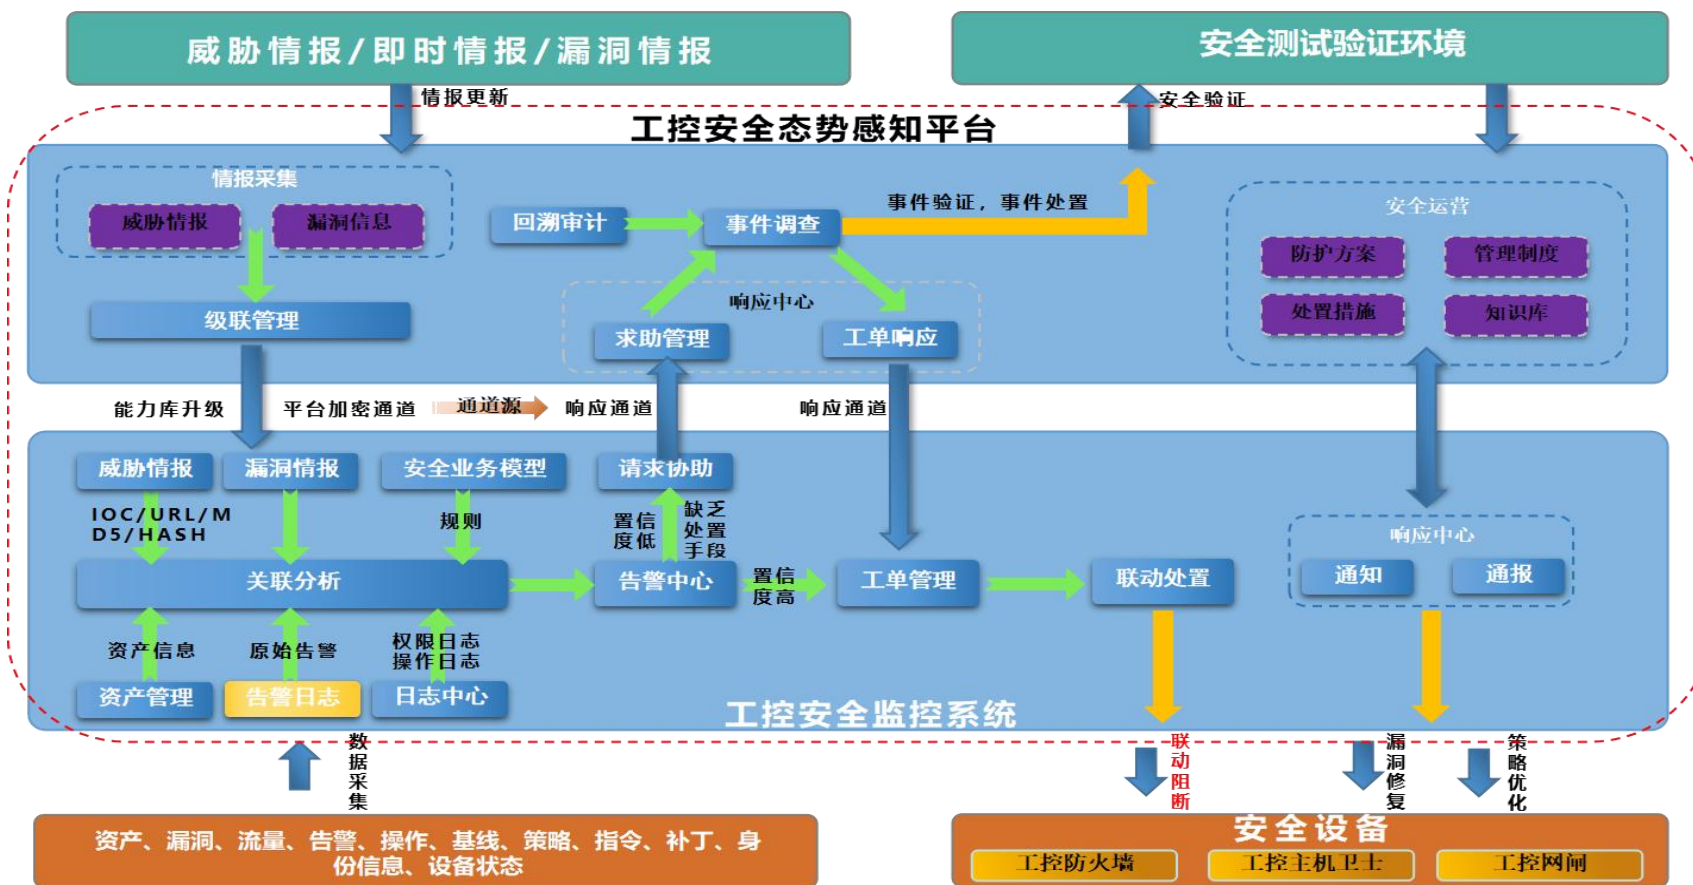 威胁情报/即时情报/漏洞情报
安全测试验证环境
情报更新
安全验证
工控安全态势感知平台
情报采集
威胁情报
漏洞信息
回溯审计
事件调查
事件验证，事件处置
安全运营
防护方案
管理制度
处置措施
知识库
级联管理
响应中心
求助管理
工单响应
能力库升级
平台加密通道
通道源
响应通道
响应通道
威胁情报
漏洞情报
安全业务模型
请求协助
IOC/URL/M
D5/HASH
规则
置信
度低
缺乏
处置
手段
响应中心
通知
通报
关联分析
告警中心
置信
度高
工单管理
联动处置
资产信息
原始告警
权限日志
操作日志
资产管理
告警日志
日志中心
工控安全监控系统
数
据
采
集
联
动
阻
断
漏
洞
修
复
策
略
优
化
资产、漏洞、流量、告警、操作、基线、策略、指令、补丁、身
份信息、设备状态
安全设备
工控防火墙
工控主机卫士
工控网闸